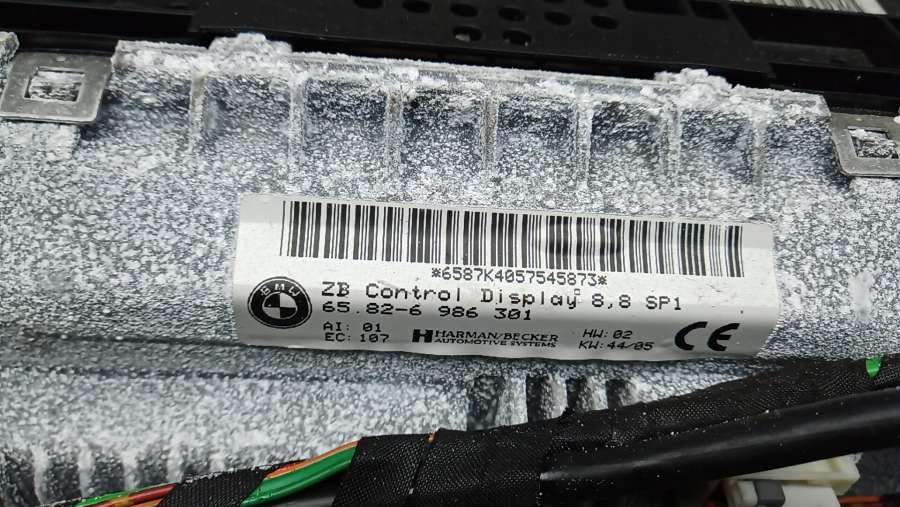 *6587K4057545873*
BMW
ZB Control Display 8,8 SP1
65.82-6 986 301
AI: 01
EC: 107
HARMAN/BECKER
AUTOMOTIVE SYSTEMS
HW: 02
KW: 44/05
CE